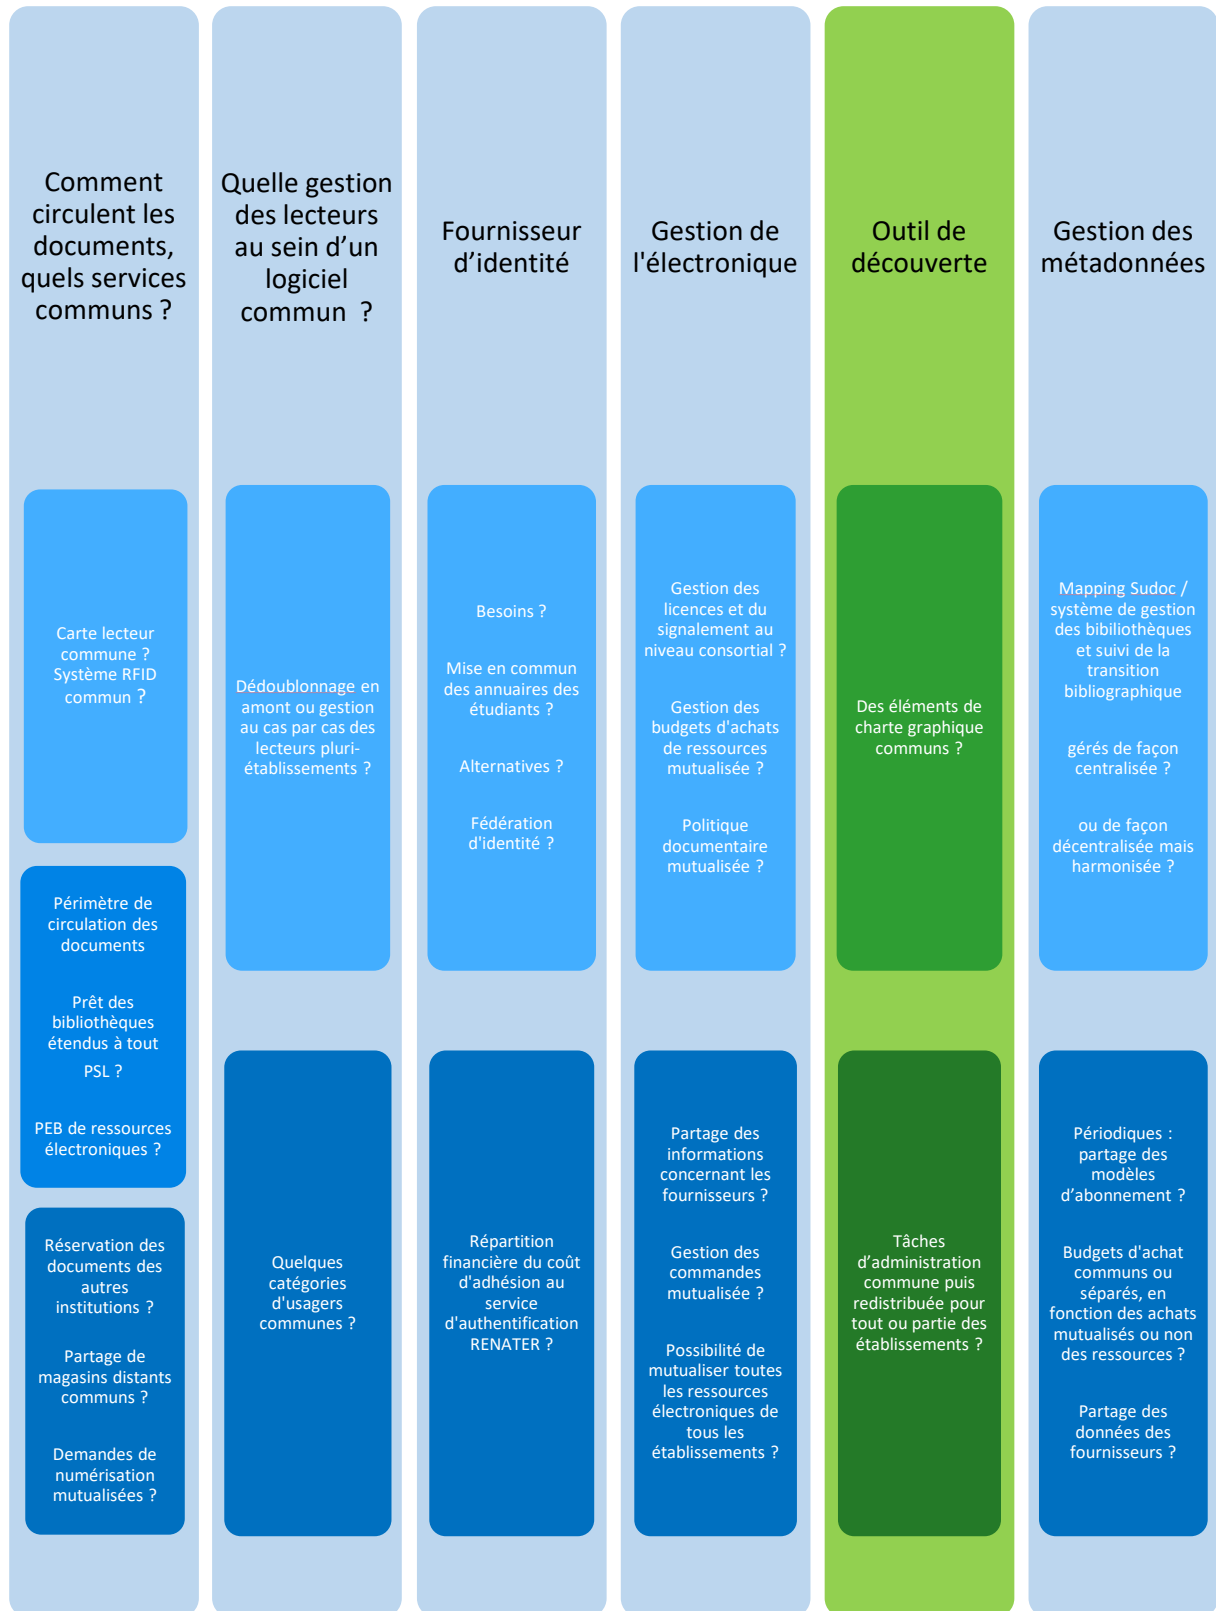 Comment
circulent les
documents,
quels services
communs ?
Carte lecteur
commune ?
Système RFID
commun ?
Périmètre de
circulation des
documents
Prêt des
bibliothèques
étendus à tout
PSL ?
PEB de ressources
électroniques ?
Réservation des
documents des
autres
institutions ?
Partage de
magasins distants
communs ?
Demandes de
numérisation
mutualisées ?
Quelle gestion
des lecteurs
au sein d’un
logiciel
commun  ?
Dédoublonnage en
amont ou gestion
au cas par cas des
lecteurs pluri-
établissements ?
Quelques
catégories
d'usagers
communes ?
Fournisseur
d’identité
Besoins ?
Mise en commun
des annuaires des
étudiants ?
Alternatives ?
Fédération
d'identité ?
Répartition
financière du coût
d'adhésion au
service
d'authentification
RENATER ?
Gestion de
l'électronique
Gestion des
licences et du
signalement au
niveau consortial ?
Gestion des
budgets d'achats
de ressources
mutualisée ?
Politique
documentaire
mutualisée ?
Partage des
informations
concernant les
fournisseurs ?
Gestion des
commandes
mutualisée ?
Possibilité de
mutualiser toutes
les ressources
électroniques de
tous les
établissements ?
Outil de
découverte
Des éléments de
charte graphique
communs ?
Tâches
d’administration
commune puis
redistribuée pour
tout ou partie des
établissements ?
Gestion des
métadonnées
Mapping Sudoc /
système de gestion
des bibiliothèques
et suivi de la
transition
bibliographique
gérés de façon
centralisée ?
ou de façon
décentralisée mais
harmonisée ?
Périodiques :
partage des
modèles
d’abonnement ?
Budgets d'achat
communs ou
séparés, en
fonction des achats
mutualisés ou non
des ressources ?
Partage des
données des
fournisseurs ?